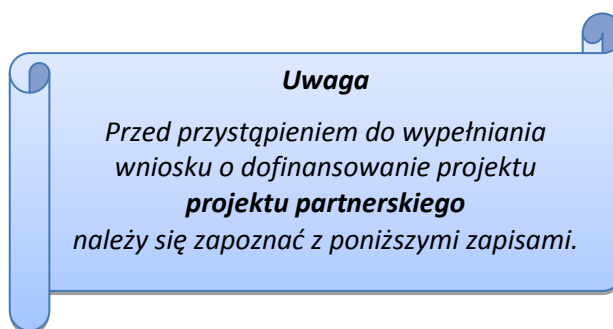 Uwaga
Przed przystąpieniem do wypełniania
wniosku o dofinansowanie projektu
projektu partnerskiego
należy się zapoznać z poniższymi zapisami.